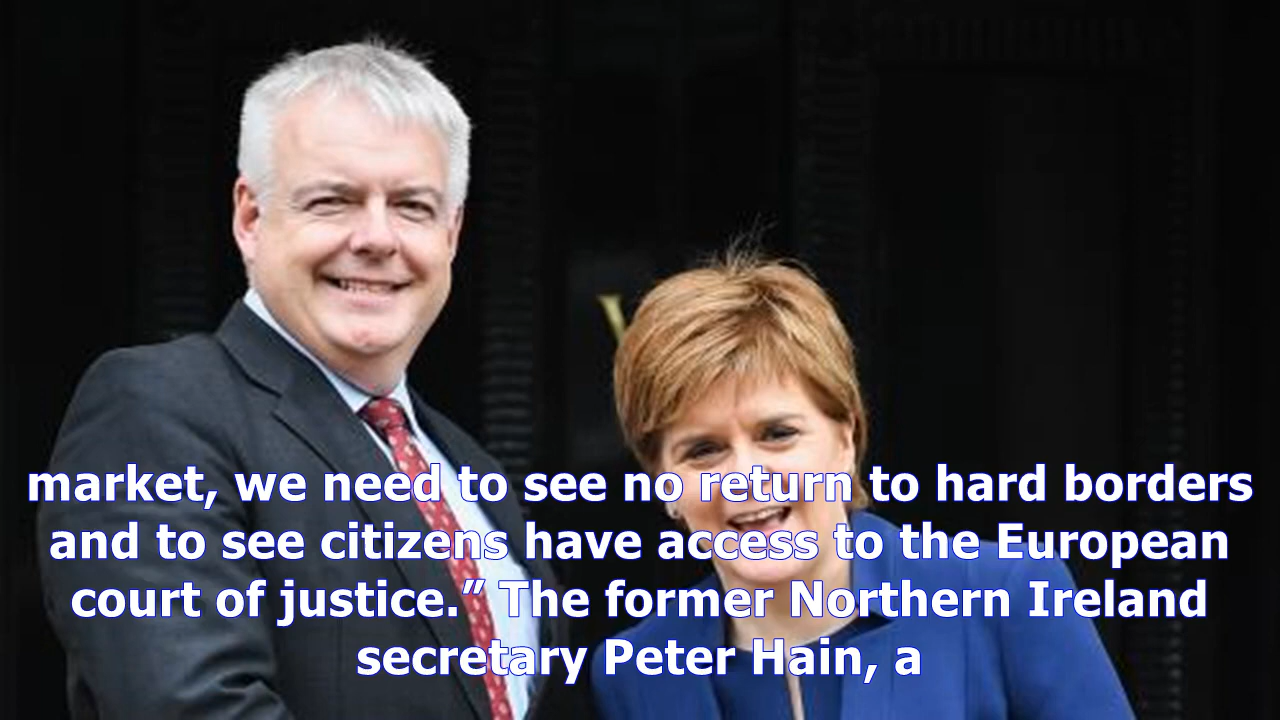 market, we need to see no return to hard borders
and to see citizens have access to the European
court of justice.” The former Northern Ireland
secretary Peter Hain, a